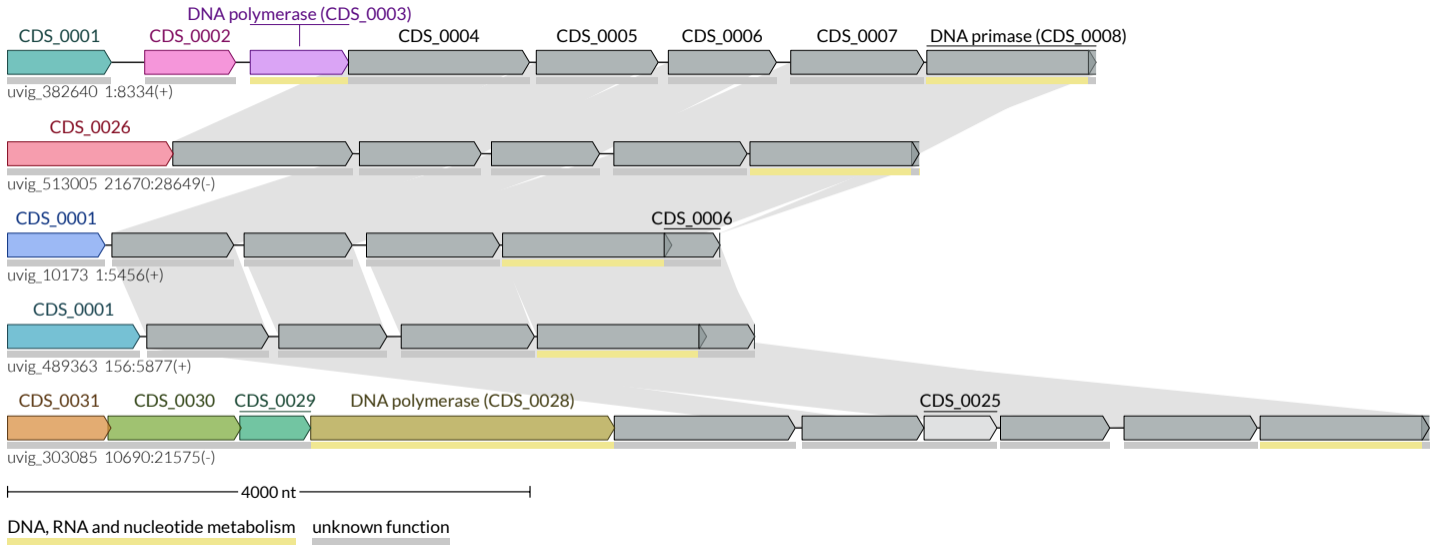 DNA polymerase (CDS_0003)
CDS_0001 CDS_0002 CDS_0004 CDS_0005 CDS_0006 CDS_0007 DNA primase (CDS_0008)
uvig_382640 1:8334(+)
CDS_0026
uvig_513005 21670:28649(-)
CDS_0001 CDS_0006
uvig_10173 1:5456(+)
CDS_0001
uvig_489363 156:5877(+)
CDS_0031 CDS_0030 CDS_0029 DNA polymerase (CDS_0028) CDS_0025
uvig_303085 10690:21575(-)
4000 nt
DNA, RNA and nucleotide metabolism unknown function